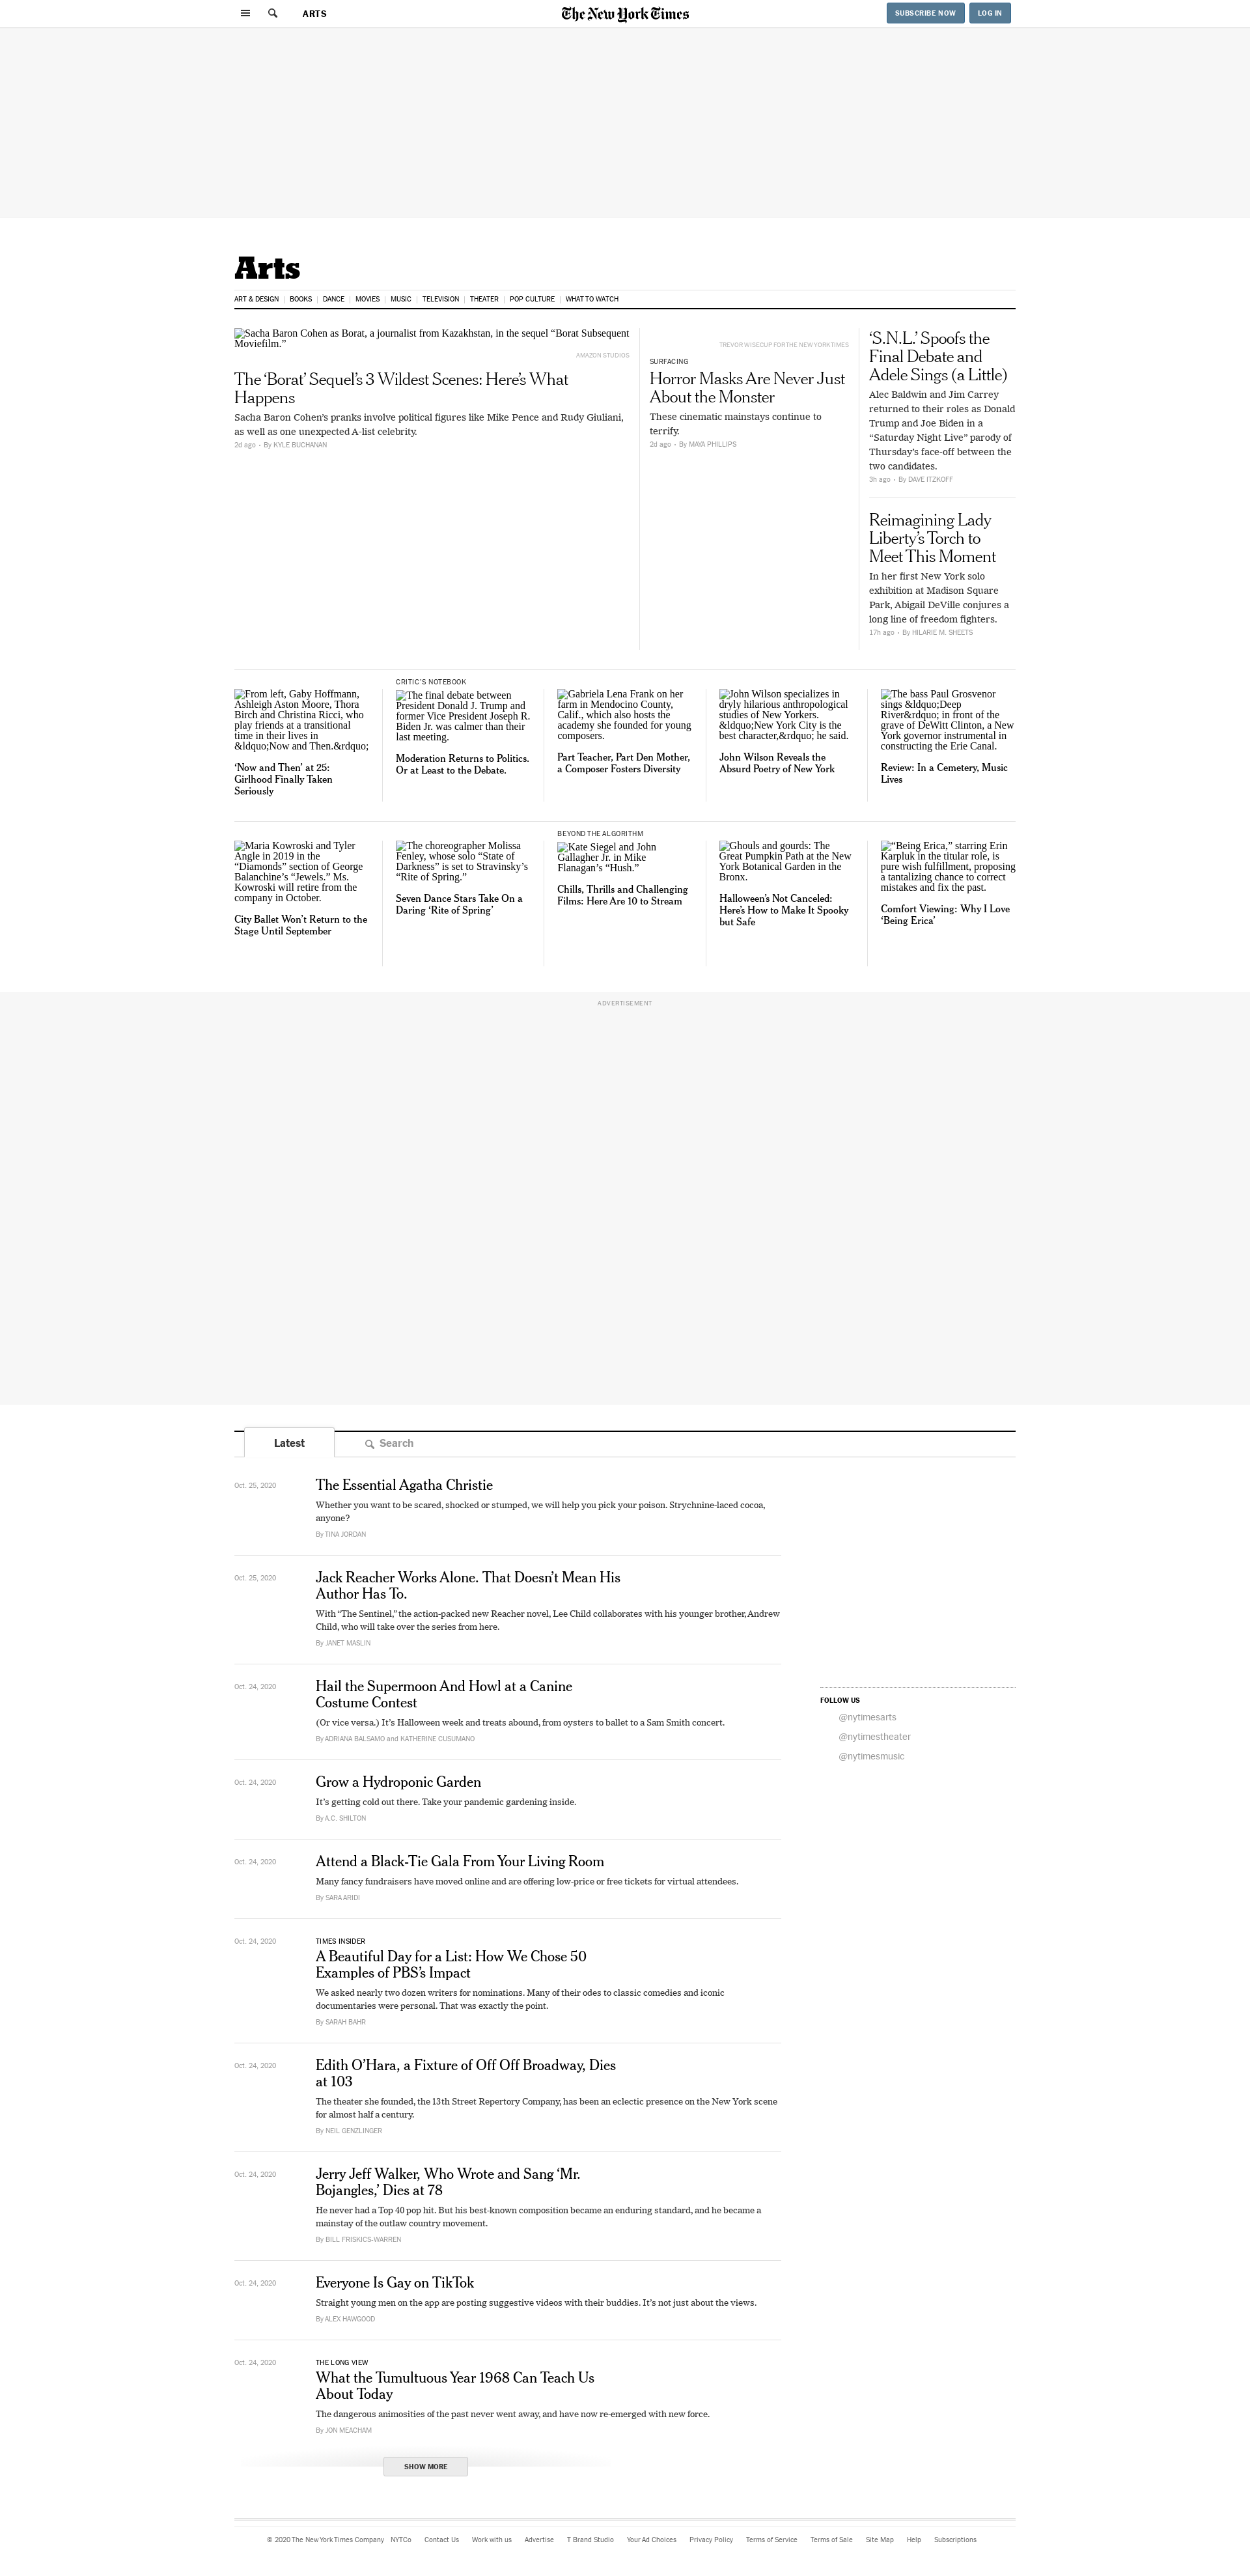 ARTS
The New York Times
SUBSCRIBE NOW
LOG IN
Arts
ART & DESIGN
BOOKS
DANCE
MOVIES
MUSIC
TELEVISION
THEATER
POP CULTURE
WHAT TO WATCH
Sacha Baron Cohen as Borat, a journalist from Kazakhstan, in the sequel “Borat Subsequent
Moviefilm.”
AMAZON STUDIOS
The ‘Borat’ Sequel’s 3 Wildest Scenes: Here’s What
Happens
Sacha Baron Cohen’s pranks involve political figures like Mike Pence and Rudy Giuliani,
as well as one unexpected A-list celebrity.
2d ago • By KYLE BUCHANAN
TREVOR WISECUP FOR THE NEW YORK TIMES
SURFACING
Horror Masks Are Never Just
About the Monster
These cinematic mainstays continue to
terrify.
2d ago • By MAYA PHILLIPS
‘S.N.L.’ Spoofs the
Final Debate and
Adele Sings (a Little)
Alec Baldwin and Jim Carrey
returned to their roles as Donald
Trump and Joe Biden in a
“Saturday Night Live” parody of
Thursday’s face-off between the
two candidates.
3h ago • By DAVE ITZKOFF
Reimagining Lady
Liberty’s Torch to
Meet This Moment
In her first New York solo
exhibition at Madison Square
Park, Abigail DeVille conjures a
long line of freedom fighters.
17h ago • By HILARIE M. SHEETS
From left, Gaby Hoffmann,
Ashleigh Aston Moore, Thora
Birch and Christina Ricci, who
play friends at a transitional
time in their lives in
&ldquo;Now and Then.&rdquo;
‘Now and Then’ at 25:
Girlhood Finally Taken
Seriously
CRITIC’S NOTEBOOK
The final debate between
President Donald J. Trump and
former Vice President Joseph R.
Biden Jr. was calmer than their
last meeting.
Moderation Returns to Politics.
Or at Least to the Debate.
Gabriela Lena Frank on her
farm in Mendocino County,
Calif., which also hosts the
academy she founded for young
composers.
Part Teacher, Part Den Mother,
a Composer Fosters Diversity
John Wilson specializes in
dryly hilarious anthropological
studies of New Yorkers.
&ldquo;New York City is the
best character,&rdquo; he said.
John Wilson Reveals the
Absurd Poetry of New York
The bass Paul Grosvenor
sings &ldquo;Deep
River&rdquo; in front of the
grave of DeWitt Clinton, a New
York governor instrumental in
constructing the Erie Canal.
Review: In a Cemetery, Music
Lives
Maria Kowroski and Tyler
Angle in 2019 in the
“Diamonds” section of George
Balanchine’s “Jewels.” Ms.
Kowroski will retire from the
company in October.
City Ballet Won’t Return to the
Stage Until September
The choreographer Molissa
Fenley, whose solo “State of
Darkness” is set to Stravinsky’s
“Rite of Spring.”
Seven Dance Stars Take On a
Daring ‘Rite of Spring’
BEYOND THE ALGORITHM
Kate Siegel and John
Gallagher Jr. in Mike
Flanagan’s “Hush.”
Chills, Thrills and Challenging
Films: Here Are 10 to Stream
Ghouls and gourds: The
Great Pumpkin Path at the New
York Botanical Garden in the
Bronx.
Halloween’s Not Canceled:
Here’s How to Make It Spooky
but Safe
“Being Erica,” starring Erin
Karpluk in the titular role, is
pure wish fulfillment, proposing
a tantalizing chance to correct
mistakes and fix the past.
Comfort Viewing: Why I Love
‘Being Erica’
ADVERTISEMENT
Latest
Search
Oct. 25, 2020
The Essential Agatha Christie
Whether you want to be scared, shocked or stumped, we will help you pick your poison. Strychnine-laced cocoa,
anyone?
By TINA JORDAN
Oct. 25, 2020
Jack Reacher Works Alone. That Doesn’t Mean His
Author Has To.
With “The Sentinel,” the action-packed new Reacher novel, Lee Child collaborates with his younger brother, Andrew
Child, who will take over the series from here.
By JANET MASLIN
Oct. 24, 2020
Hail the Supermoon And Howl at a Canine
Costume Contest
(Or vice versa.) It’s Halloween week and treats abound, from oysters to ballet to a Sam Smith concert.
By ADRIANA BALSAMO and KATHERINE CUSUMANO
FOLLOW US
@nytimesarts
@nytimestheater
@nytimesmusic
Oct. 24, 2020
Grow a Hydroponic Garden
It’s getting cold out there. Take your pandemic gardening inside.
By A.C. SHILTON
Oct. 24, 2020
Attend a Black-Tie Gala From Your Living Room
Many fancy fundraisers have moved online and are offering low-price or free tickets for virtual attendees.
By SARA ARIDI
Oct. 24, 2020
TIMES INSIDER
A Beautiful Day for a List: How We Chose 50
Examples of PBS’s Impact
We asked nearly two dozen writers for nominations. Many of their odes to classic comedies and iconic
documentaries were personal. That was exactly the point.
By SARAH BAHR
Oct. 24, 2020
Edith O’Hara, a Fixture of Off Off Broadway, Dies
at 103
The theater she founded, the 13th Street Repertory Company, has been an eclectic presence on the New York scene
for almost half a century.
By NEIL GENZLINGER
Oct. 24, 2020
Jerry Jeff Walker, Who Wrote and Sang ‘Mr.
Bojangles,’ Dies at 78
He never had a Top 40 pop hit. But his best-known composition became an enduring standard, and he became a
mainstay of the outlaw country movement.
By BILL FRISKICS-WARREN
Oct. 24, 2020
Everyone Is Gay on TikTok
Straight young men on the app are posting suggestive videos with their buddies. It’s not just about the views.
By ALEX HAWGOOD
Oct. 24, 2020
THE LONG VIEW
What the Tumultuous Year 1968 Can Teach Us
About Today
The dangerous animosities of the past never went away, and have now re-emerged with new force.
By JON MEACHAM
SHOW MORE
© 2020 The New York Times Company
NYTCo
Contact Us
Work with us
Advertise
T Brand Studio
Your Ad Choices
Privacy Policy
Terms of Service
Terms of Sale
Site Map
Help
Subscriptions